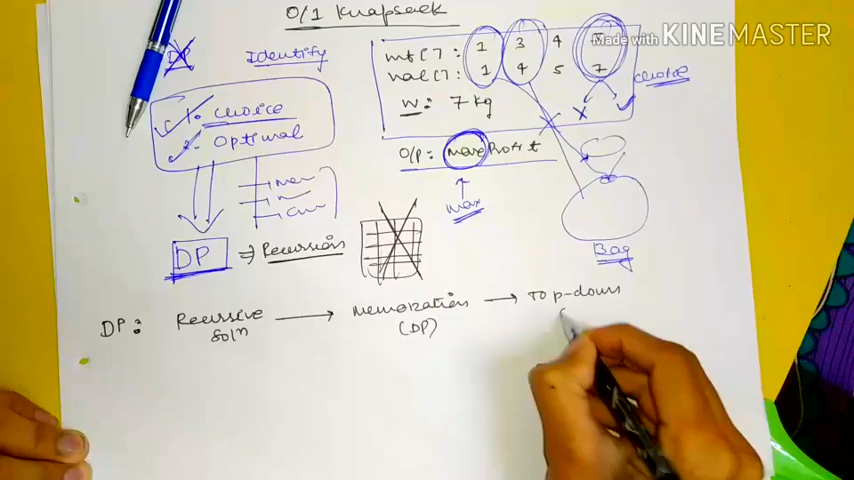 0/1 Knapsack
Made with KINEMASTER
DP
Identify
wt[ ] : 1 3 4 5
val[ ] : 1 4 5 7
W: 7 kg
choice
1. choice
2. optimal
O/P: Max Profit
max
DP => Recursion
Bag
DP: Recursive soln → Memoization (DP) → Top-down